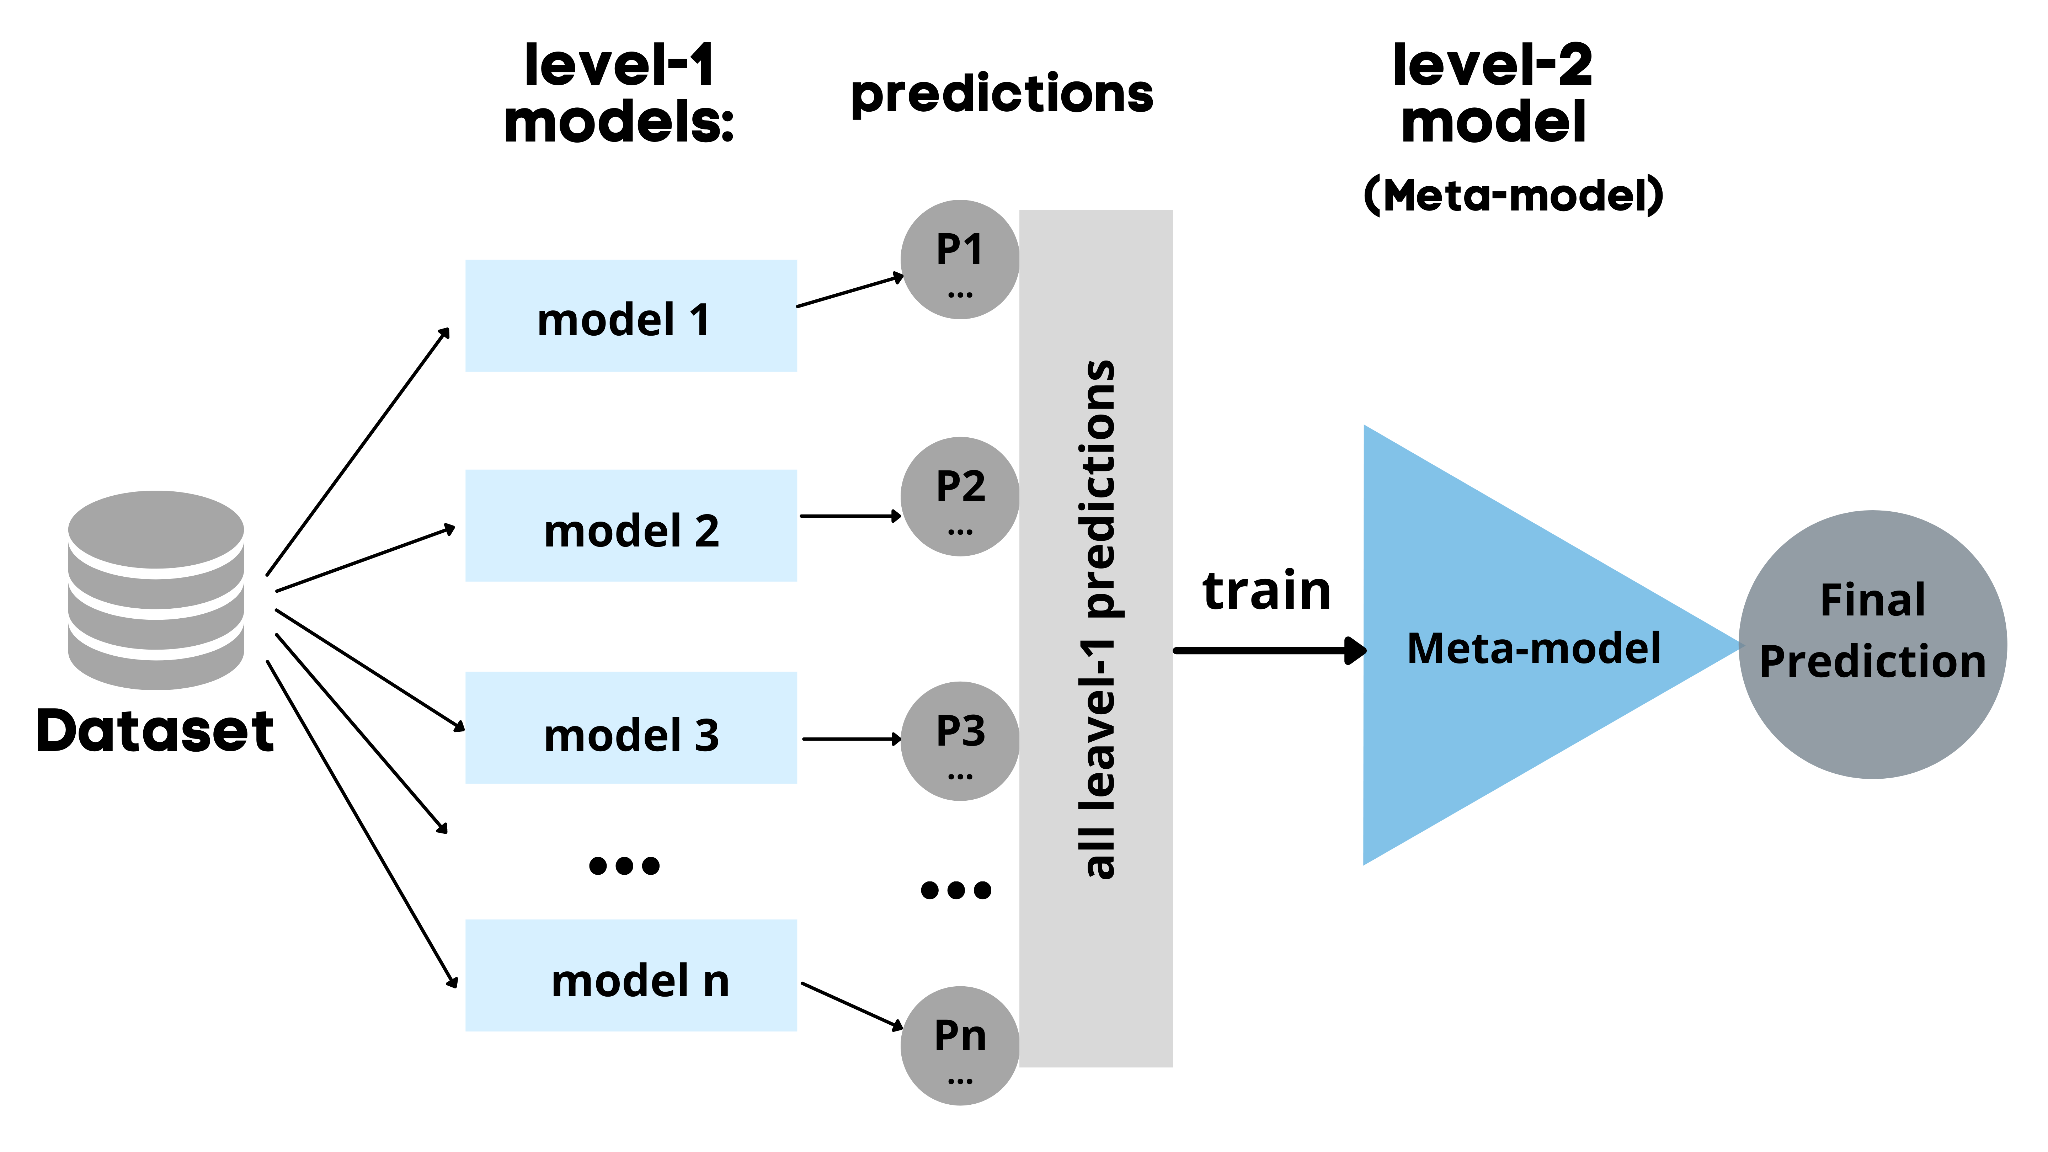 level-1
models:
predictions
level-2
model
(Meta-model)
Dataset
model 1
model 2
model 3
...
model n
P1
...
P2
...
P3
...
...
Pn
...
all leavel-1 predictions
train
Meta-model
Final
Prediction